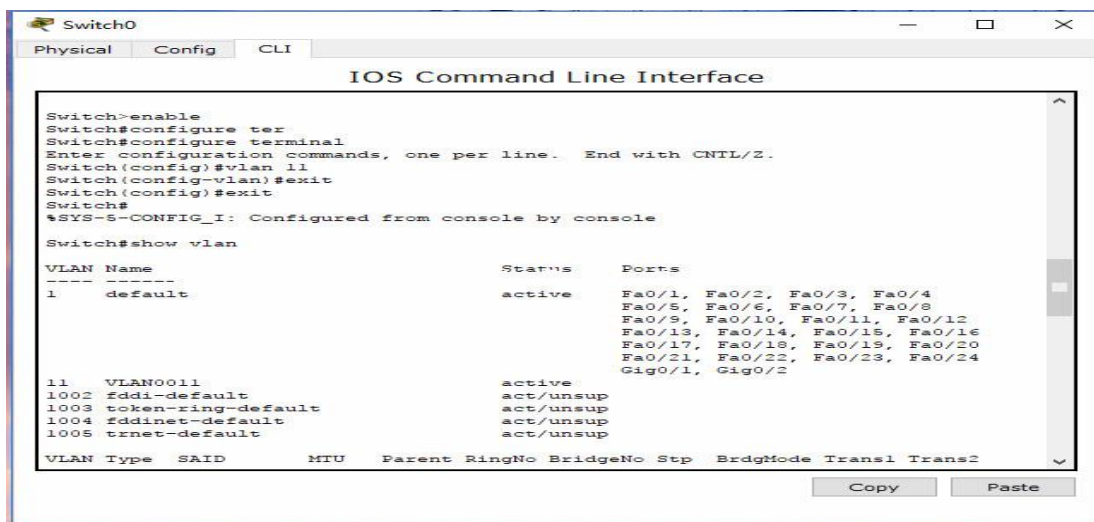 Switch0
Physical Config CLI
IOS Command Line Interface
Switch>enable
Switch#configure ter
Switch#configure terminal
Enter configuration commands, one per line. End with CNTL/Z.
Switch(config)#vlan 11
Switch(config-vlan)#exit
Switch(config)#exit
Switch#
%SYS-5-CONFIG_I: Configured from console by console
Switch#show vlan
VLAN Name Status Ports
---- ------
1 default active Fa0/1, Fa0/2, Fa0/3, Fa0/4
Fa0/5, Fa0/6, Fa0/7, Fa0/8
Fa0/9, Fa0/10, Fa0/11, Fa0/12
Fa0/13, Fa0/14, Fa0/15, Fa0/16
Fa0/17, Fa0/18, Fa0/19, Fa0/20
Fa0/21, Fa0/22, Fa0/23, Fa0/24
Gig0/1, Gig0/2
11 VLAN0011 active
1002 fddi-default act/unsup
1003 token-ring-default act/unsup
1004 fddinet-default act/unsup
1005 trnet-default act/unsup
VLAN Type SAID MTU Parent RingNo BridgeNo Stp BrdgMode Trans1 Trans2
Copy Paste